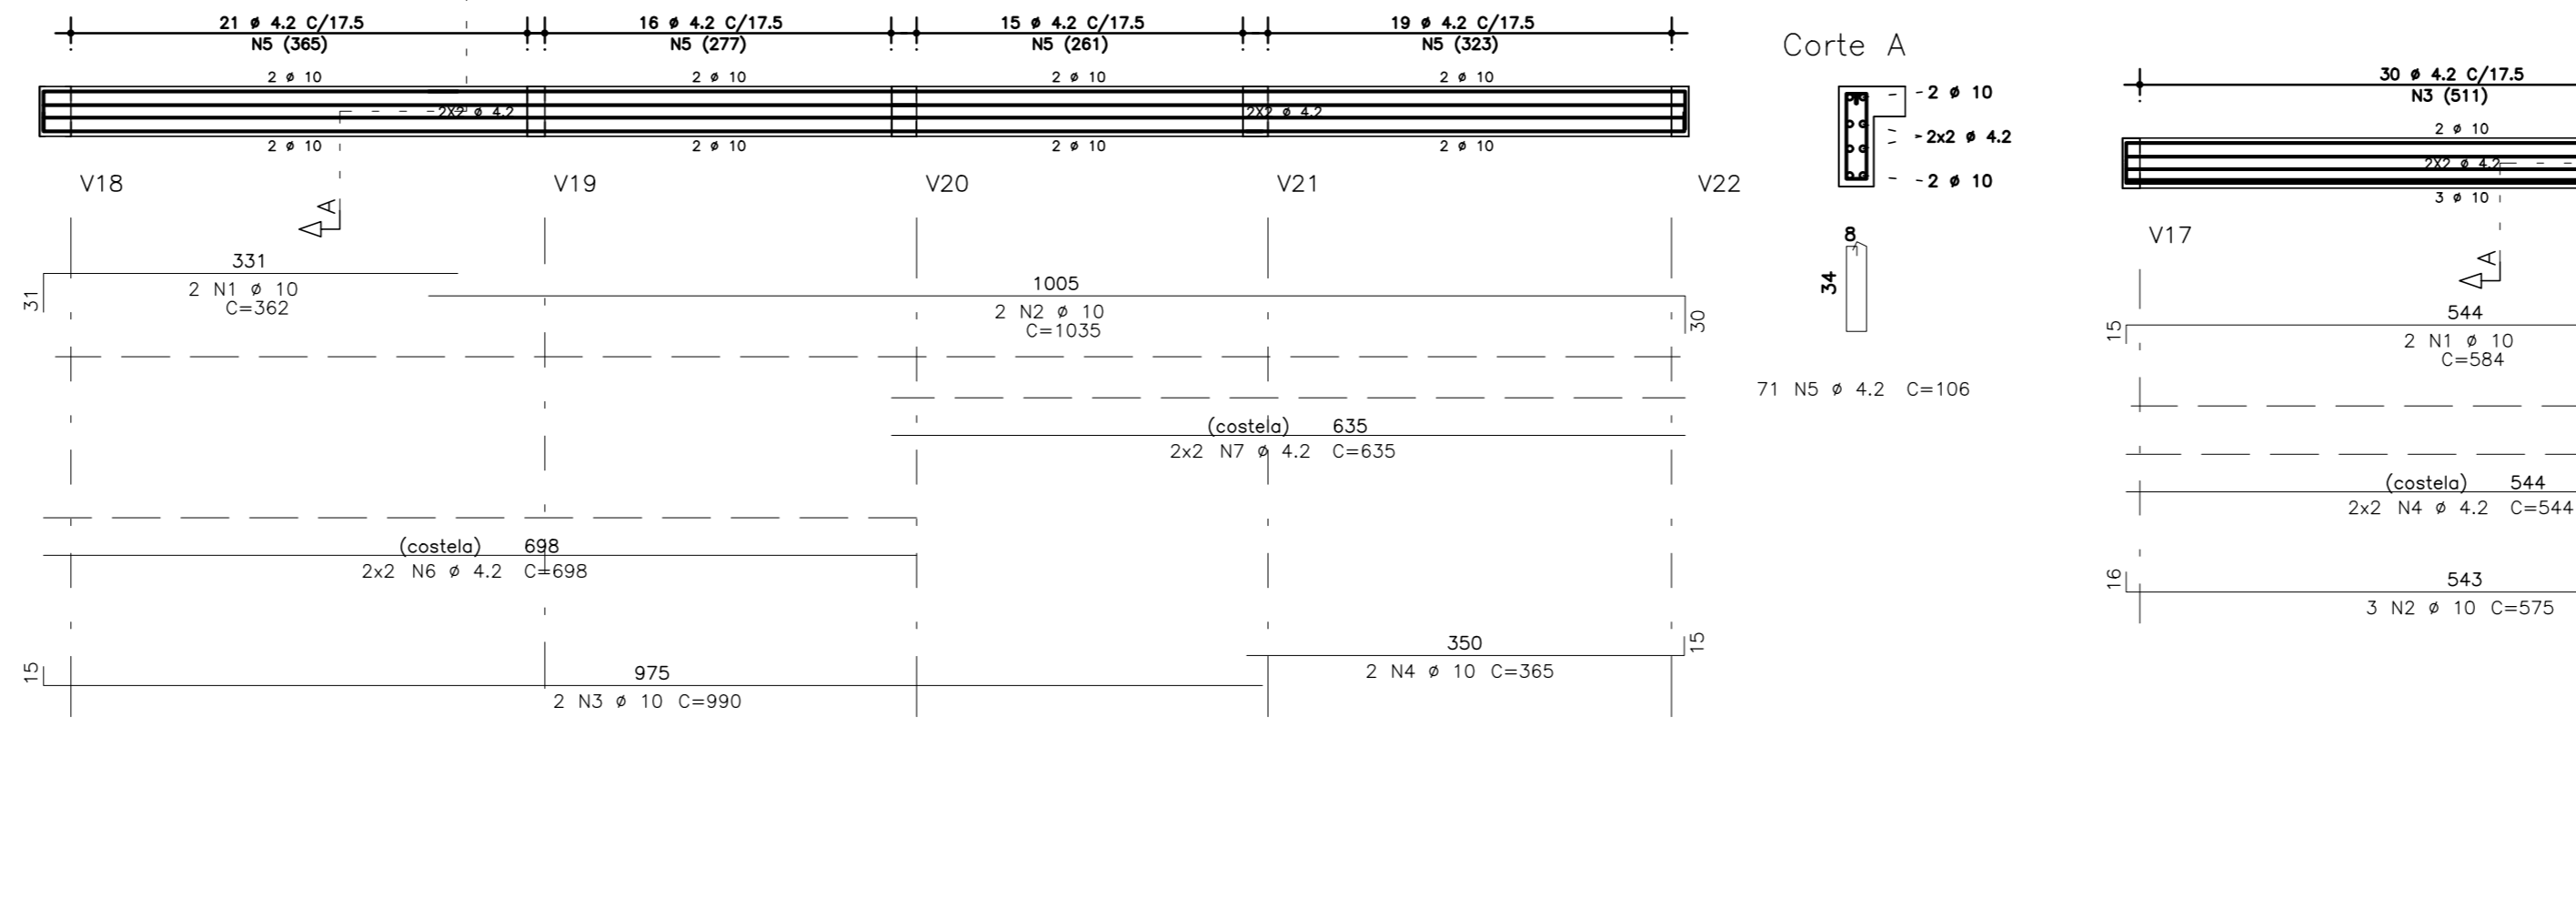 21 ø 4.2 C/17.5
N5 (365)
16 ø 4.2 C/17.5
N5 (277)
15 ø 4.2 C/17.5
N5 (261)
19 ø 4.2 C/17.5
N5 (323)
2 ø 10
2 ø 10
2 ø 10
2 ø 10
2X2 ø 4.2
2X2 ø 4.2
2 ø 10
2 ø 10
2 ø 10
2 ø 10
V18
V19
V20
V21
V22
A
331
31
2 N1 ø 10
C=362
1005
2 N2 ø 10
C=1035
30
(costela) 635
2x2 N7 ø 4.2 C=635
(costela) 698
2x2 N6 ø 4.2 C=698
350
15
2 N4 ø 10 C=365
15
975
2 N3 ø 10 C=990
Corte A
2 ø 10
2x2 ø 4.2
2 ø 10
8
34
71 N5 ø 4.2 C=106
30 ø 4.2 C/17.5
N3 (511)
2 ø 10
2X2 ø 4.2
3 ø 10
V17
A
544
15
2 N1 ø 10
C=584
(costela) 544
2x2 N4 ø 4.2 C=544
16
543
3 N2 ø 10 C=575